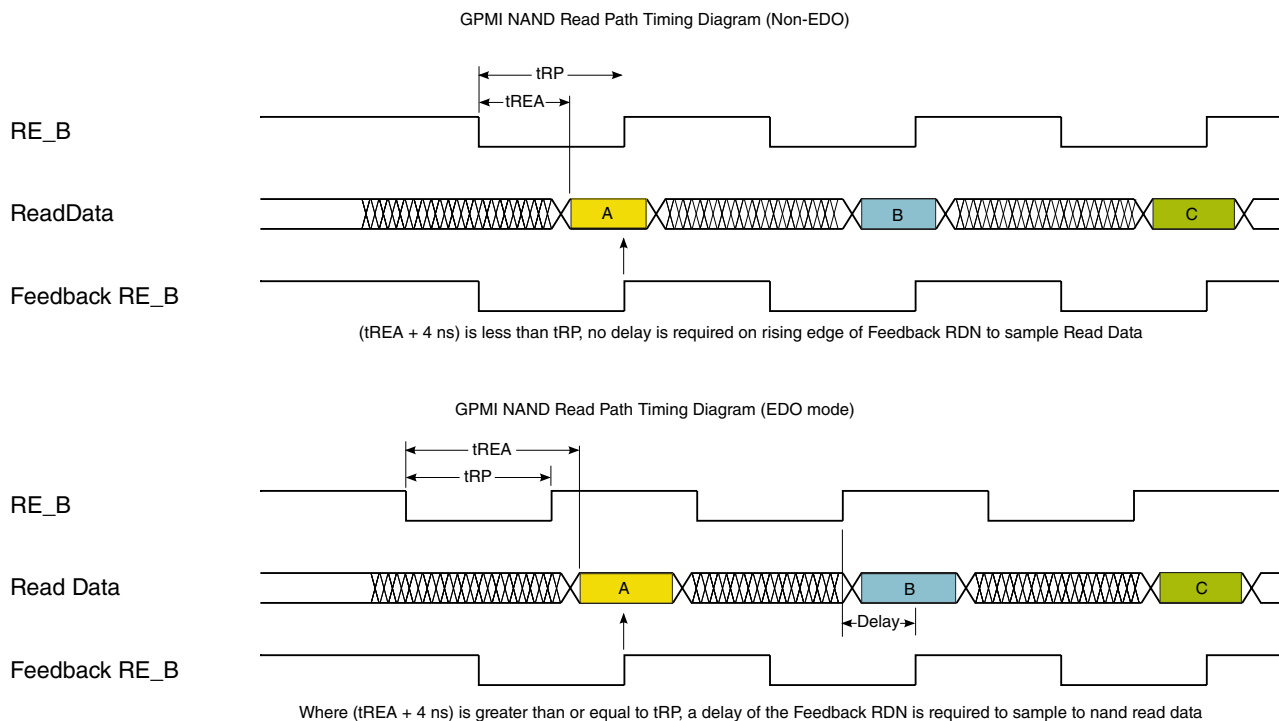 GPMI NAND Read Path Timing Diagram (Non-EDO)
tRP
tREA
RE_B
ReadData
A
B
C
Feedback RE_B
(tREA + 4 ns) is less than tRP, no delay is required on rising edge of Feedback RDN to sample Read Data
GPMI NAND Read Path Timing Diagram (EDO mode)
tREA
tRP
RE_B
Read Data
A
B
C
Delay
Feedback RE_B
Where (tREA + 4 ns) is greater than or equal to tRP, a delay of the Feedback RDN is required to sample to nand read data